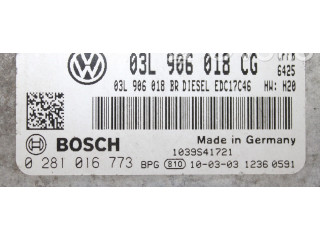 03L 906 018 CG
6425
03L 906 018 BR DIESEL EDC17C46 HW: H20
BOSCH
Made in Germany
1039S41721
0 281 016 773 BPG 810 10-03-03 1236 0591